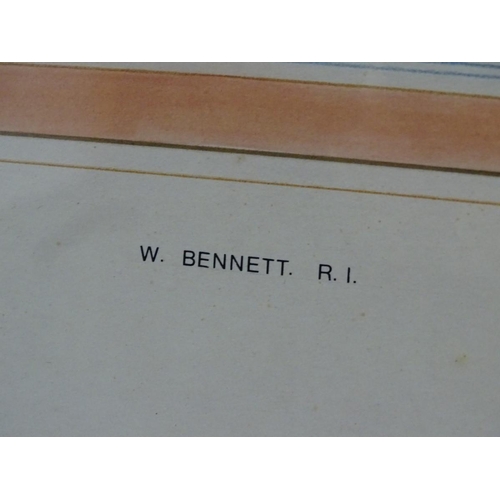 W. BENNETT. R. I.